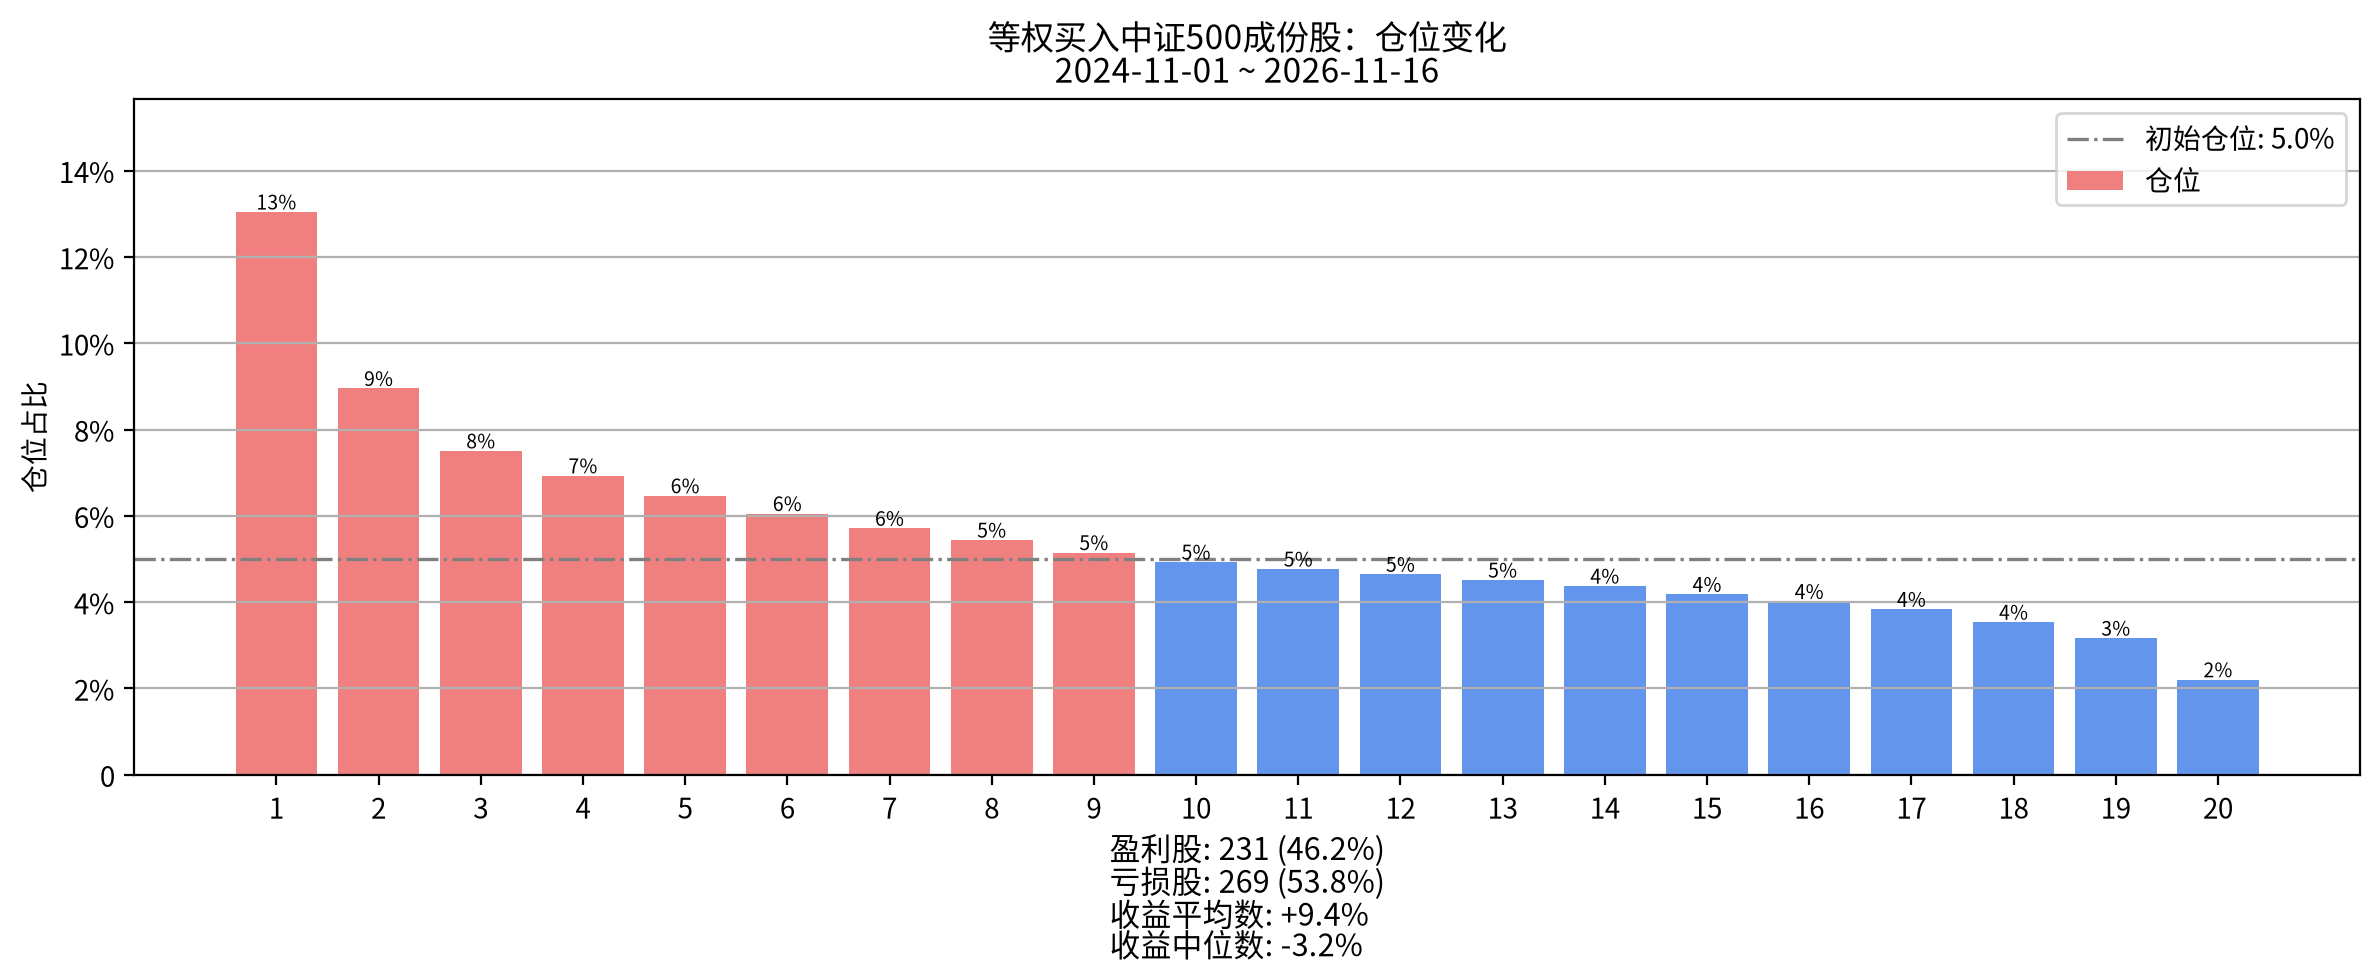 等权买入中证500成份股：仓位变化
2024-11-01 ~ 2026-11-16
初始仓位: 5.0%
仓位
仓位占比
14%
12%
10%
8%
6%
4%
2%
0
13%
9%
8%
7%
6%
6%
6%
5%
5%
5%
5%
5%
5%
4%
4%
4%
4%
4%
3%
2%
1 2 3 4 5 6 7 8 9 10 11 12 13 14 15 16 17 18 19 20
盈利股: 231 (46.2%)
亏损股: 269 (53.8%)
收益平均数: +9.4%
收益中位数: -3.2%